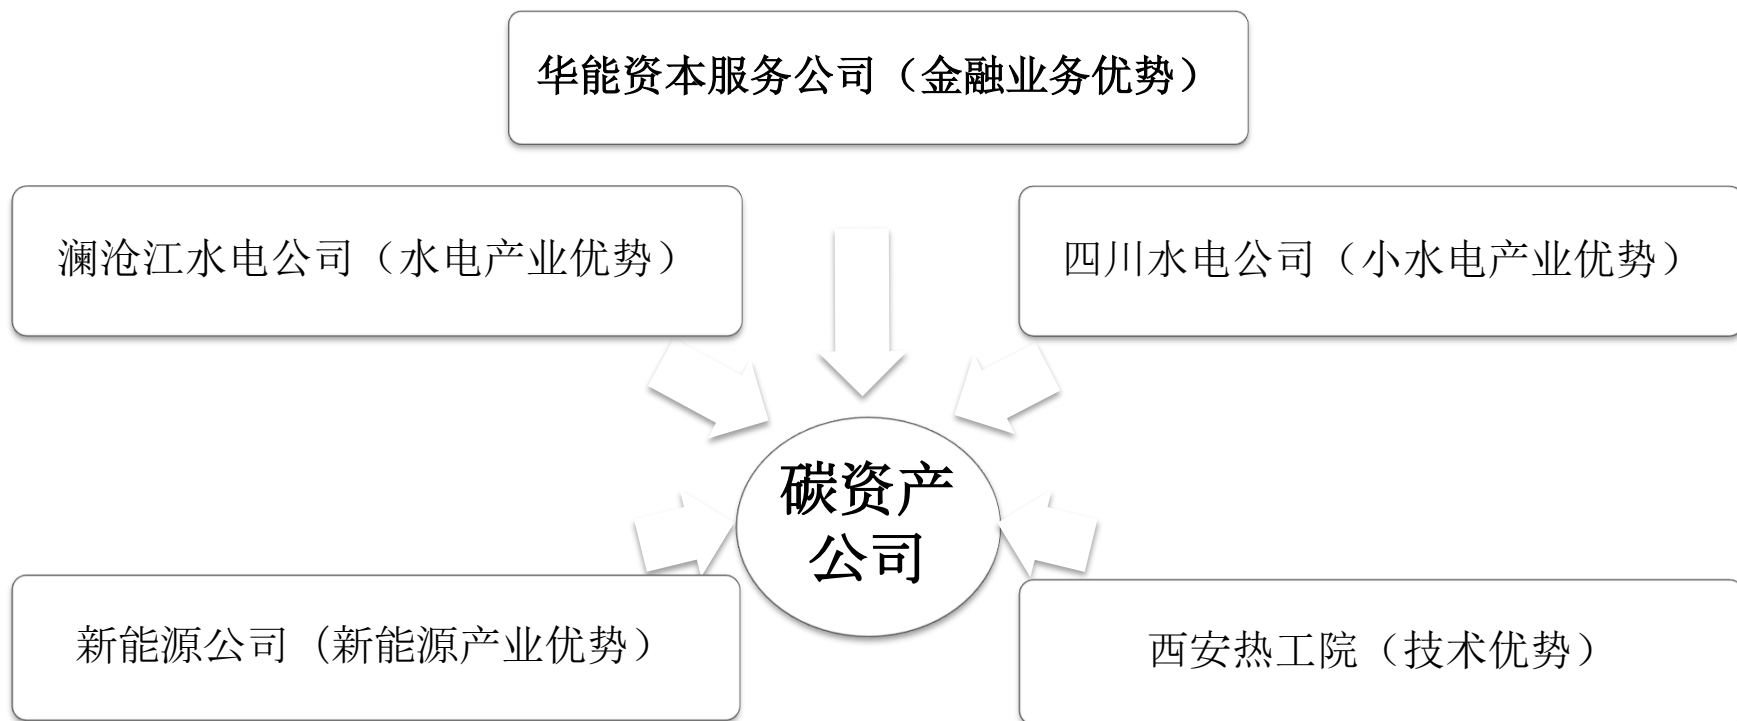 华能资本服务公司（金融业务优势）
澜沧江水电公司（水电产业优势）
四川水电公司（小水电产业优势）
碳资产
公司
新能源公司（新能源产业优势）
西安热工院（技术优势）